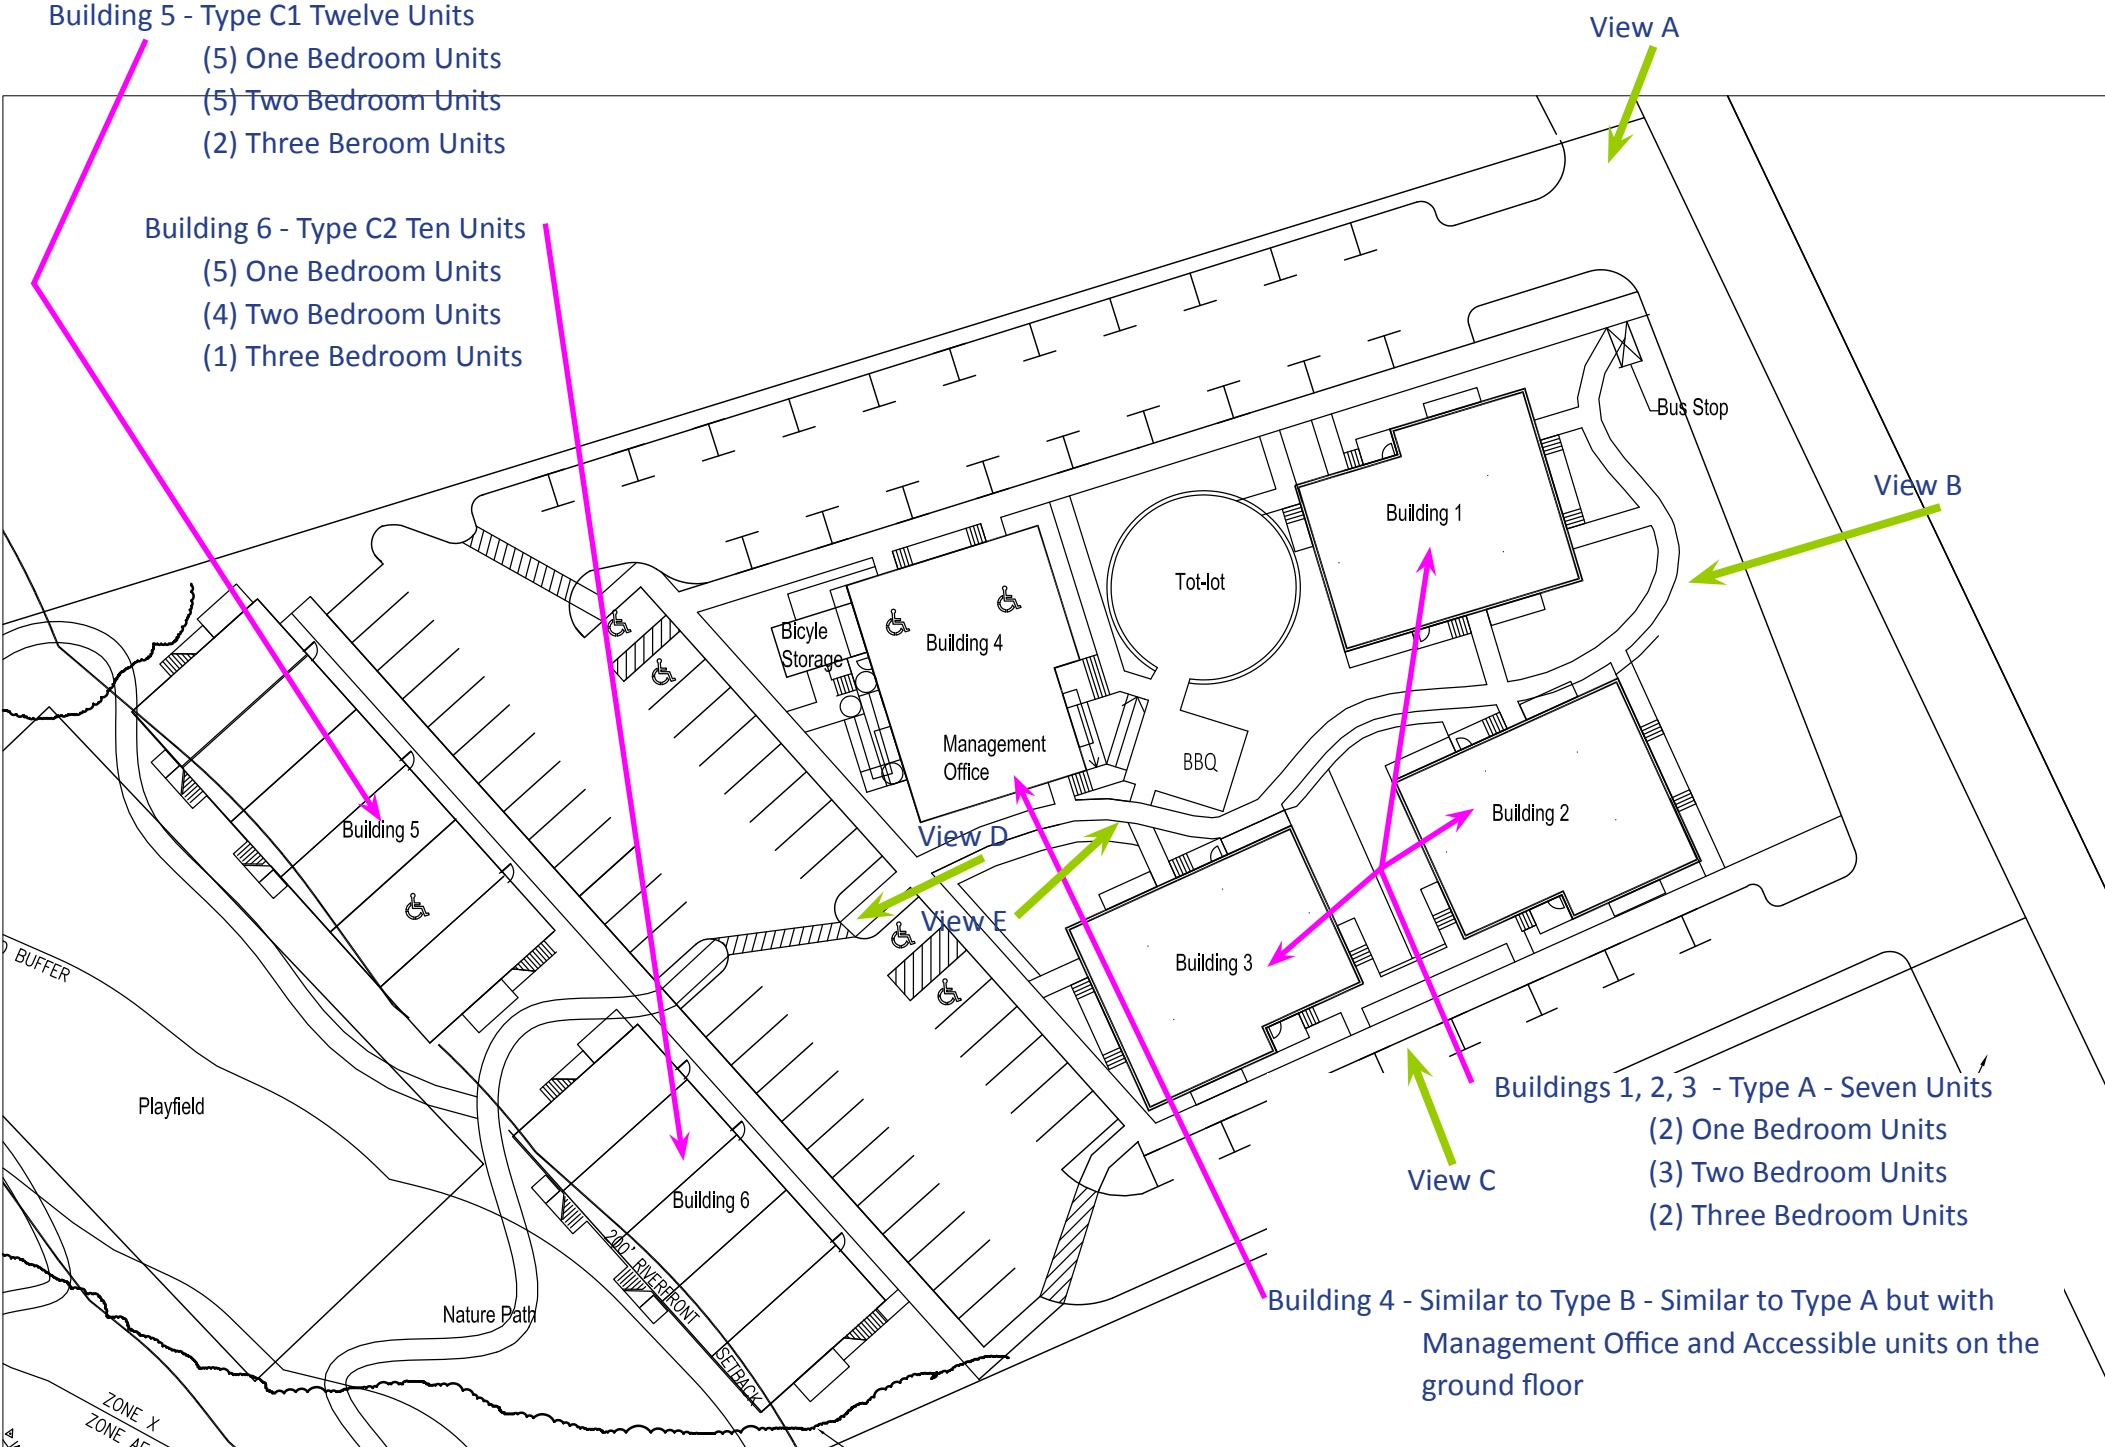 Building 5 - Type C1 Twelve Units
(5) One Bedroom Units
(5) Two Bedroom Units
(2) Three Beroom Units
View A
Building 6 - Type C2 Ten Units
(5) One Bedroom Units
(4) Two Bedroom Units
(1) Three Bedroom Units
Bus Stop
View B
Building 1
Tot-lot
Bicyle
Storage
Building 4
Management
Office
BBQ
Building 2
Building 5
View D
View E
Building 3
BUFFER
Playfield
Buildings 1, 2, 3 - Type A - Seven Units
(2) One Bedroom Units
(3) Two Bedroom Units
(2) Three Bedroom Units
View C
Building 6
200' RIVERFRONT
SETBACK
Nature Path
Building 4 - Similar to Type B - Similar to Type A but with
Management Office and Accessible units on the
ground floor
ZONE X
ZONE